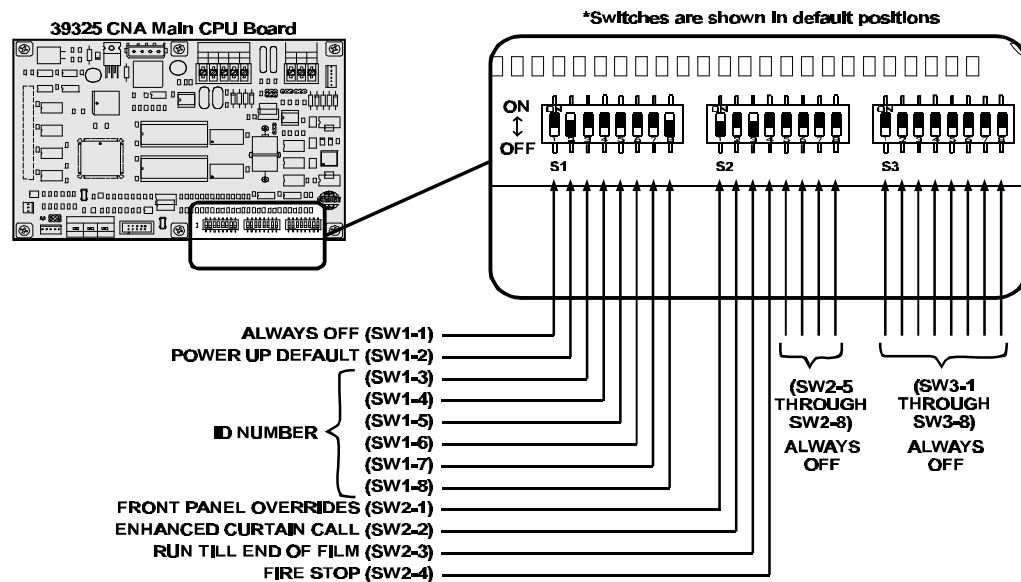 *Switches are shown in default positions
39325 CNA Main CPU Board
ON
OFF
ON
S1
ON
S2
ON
S3
ALWAYS OFF (SW1-1)
POWER UP DEFAULT (SW1-2)
(SW1-3)
(SW1-4)
(SW1-5)
ID NUMBER
(SW1-6)
(SW1-7)
(SW1-8)
FRONT PANEL OVERRIDES (SW2-1)
ENHANCED CURTAIN CALL (SW2-2)
RUN TILL END OF FILM (SW2-3)
FIRE STOP (SW2-4)
(SW2-5
THROUGH
SW2-8)
ALWAYS
OFF
(SW3-1
THROUGH
SW3-8)
ALWAYS
OFF